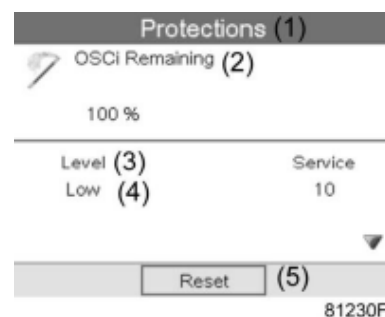 Protections (1)
OSCi Remaining (2)
100 %
Level (3) Service
Low (4) 10
Reset (5)
81230F